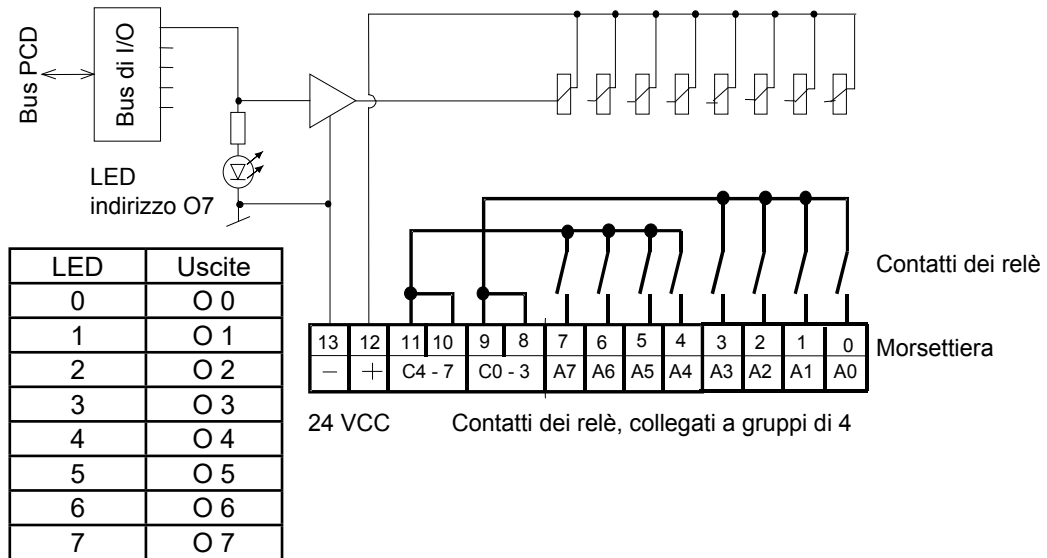 Bus PCD
Bus di I/O
LED
indirizzo O7
LED Uscite
0 O 0
1 O 1
2 O 2
3 O 3
4 O 4
5 O 5
6 O 6
7 O 7
Contatti dei relè
13 12 11 10 9 8 7 6 5 4 3 2 1 0
Morsettiera
− + C4 - 7 C0 - 3 A7 A6 A5 A4 A3 A2 A1 A0
24 VCC
Contatti dei relè, collegati a gruppi di 4